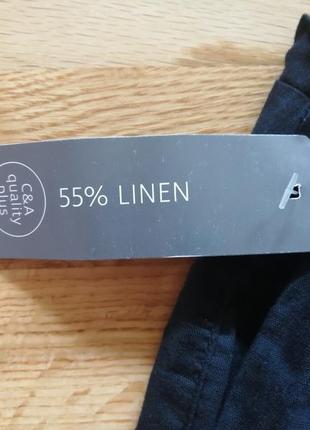 C&A
quality
plus
55% LINEN